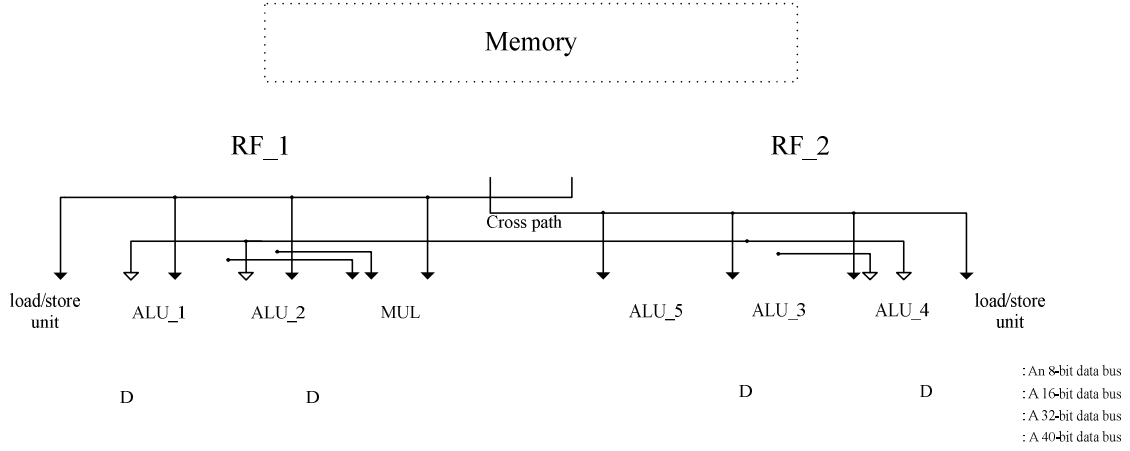 Memory
RF_1
RF_2
Cross path
load/store
unit
ALU_1
ALU_2
MUL
ALU_5
ALU_3
ALU_4
load/store
unit
D
D
D
D
: An 8-bit data bus
: A 16-bit data bus
: A 32-bit data bus
: A 40-bit data bus